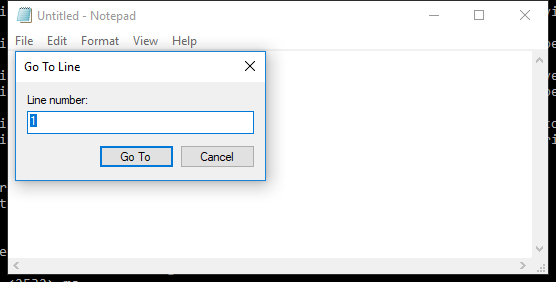 Untitled - Notepad
File Edit Format View Help
Go To Line
Line number:
1
Go To Cancel